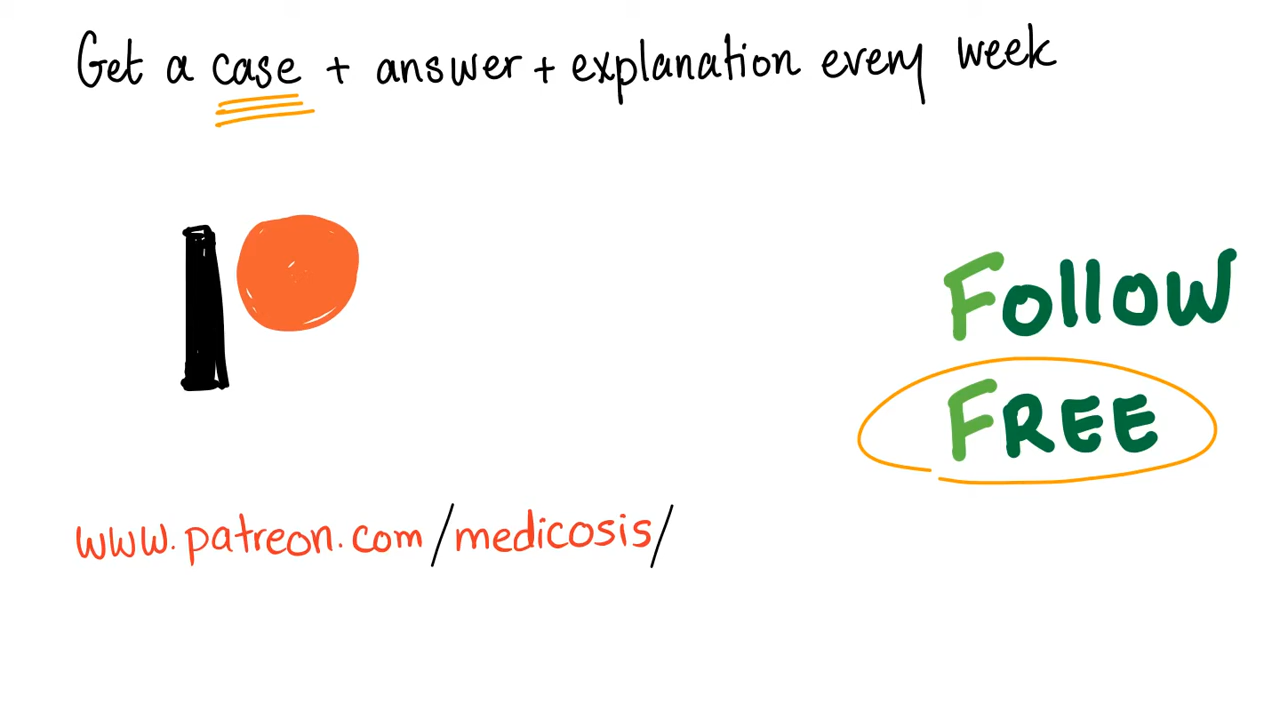 Get a case + answer + explanation every week
Follow
FREE
www.patreon.com/medicosis/